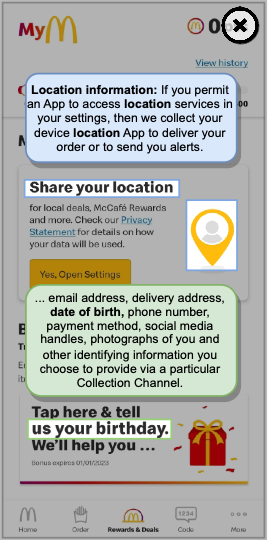 My
0
View history
00
M
Location information: If you permit
an App to access location services in
your settings, then we collect your
device location App to deliver your
order or to send you alerts.
Share your location
for local deals, McCafé Rewards
and more. Check our Privacy
Statement for details on how
your data will be used.
Yes, Open Settings
... email address, delivery address,
date of birth, phone number,
payment method, social media
handles, photographs of you and
other identifying information you
choose to provide via a particular
Collection Channel.
B
Tr
En
Tap here & tell
us your birthday.
We'll help you ...
Bonus expires 01/01/2023
1234
Home
Order
Rewards & Deals
Code
More